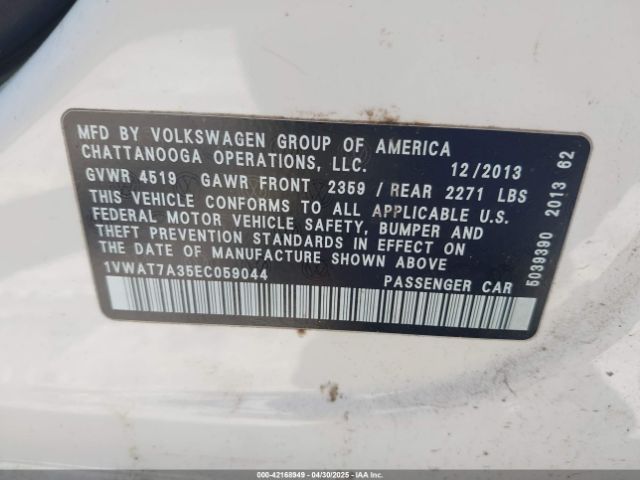 MFD BY VOLKSWAGEN GROUP OF AMERICA
CHATTANOOGA OPERATIONS, LLC. 12/2013
GVWR 4519 GAWR FRONT 2359 / REAR 2271 LBS
THIS VEHICLE CONFORMS TO ALL APPLICABLE U.S.
FEDERAL MOTOR VEHICLE SAFETY, BUMPER AND
THEFT PREVENTION STANDARDS IN EFFECT ON
THE DATE OF MANUFACTURE SHOWN ABOVE
1VWAT7A35EC059044 PASSENGER CAR
5039390 2013 62
000-42168949 - 04/30/2025 - IAA Inc.